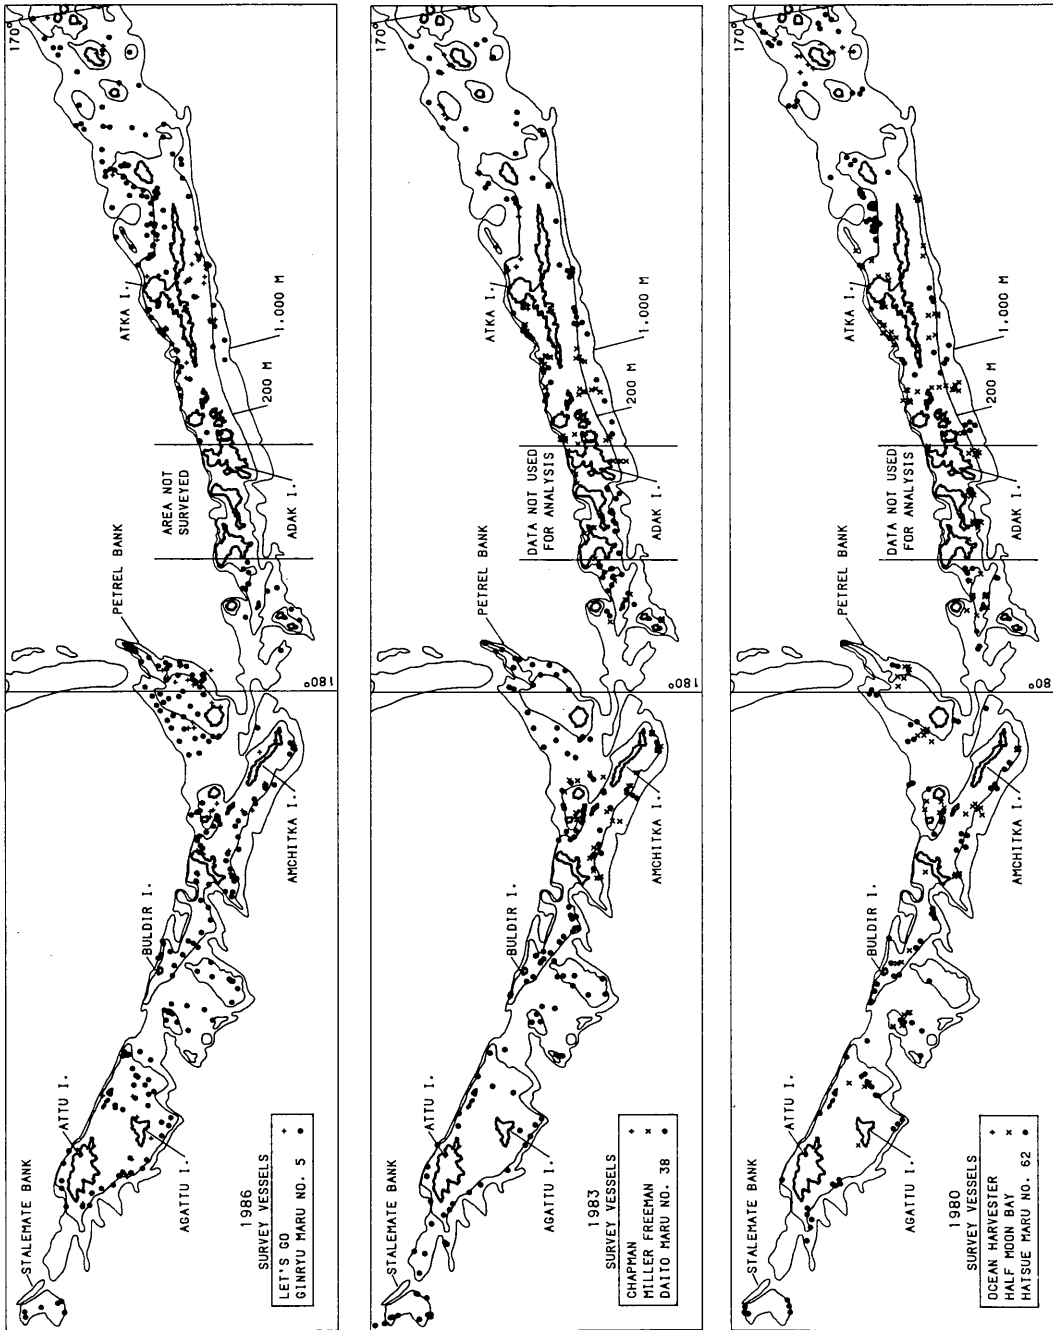 STALEMATE BANK
ATTU I.
BULDIR I.
PETREL BANK
AREA NOT
SURVEYED
ATKA I.
170°
AGATTU I.
AMCHITKA I.
180°
ADAK I.
200 M
1,000 M
1986
SURVEY VESSELS
LET'S GO +
GINRYU MARU NO. 5 ●
STALEMATE BANK
ATTU I.
BULDIR I.
PETREL BANK
DATA NOT USED
FOR ANALYSIS
ATKA I.
170°
AGATTU I.
AMCHITKA I.
180°
ADAK I.
200 M
1,000 M
1983
SURVEY VESSELS
CHAPMAN +
MILLER FREEMAN ×
DAITO MARU NO. 38 ●
STALEMATE BANK
ATTU I.
BULDIR I.
PETREL BANK
DATA NOT USED
FOR ANALYSIS
ATKA I.
170°
AGATTU I.
AMCHITKA I.
80°
ADAK I.
200 M
1,000 M
1980
SURVEY VESSELS
OCEAN HARVESTER +
HALF MOON BAY ×
HATSUE MARU NO. 62 ●